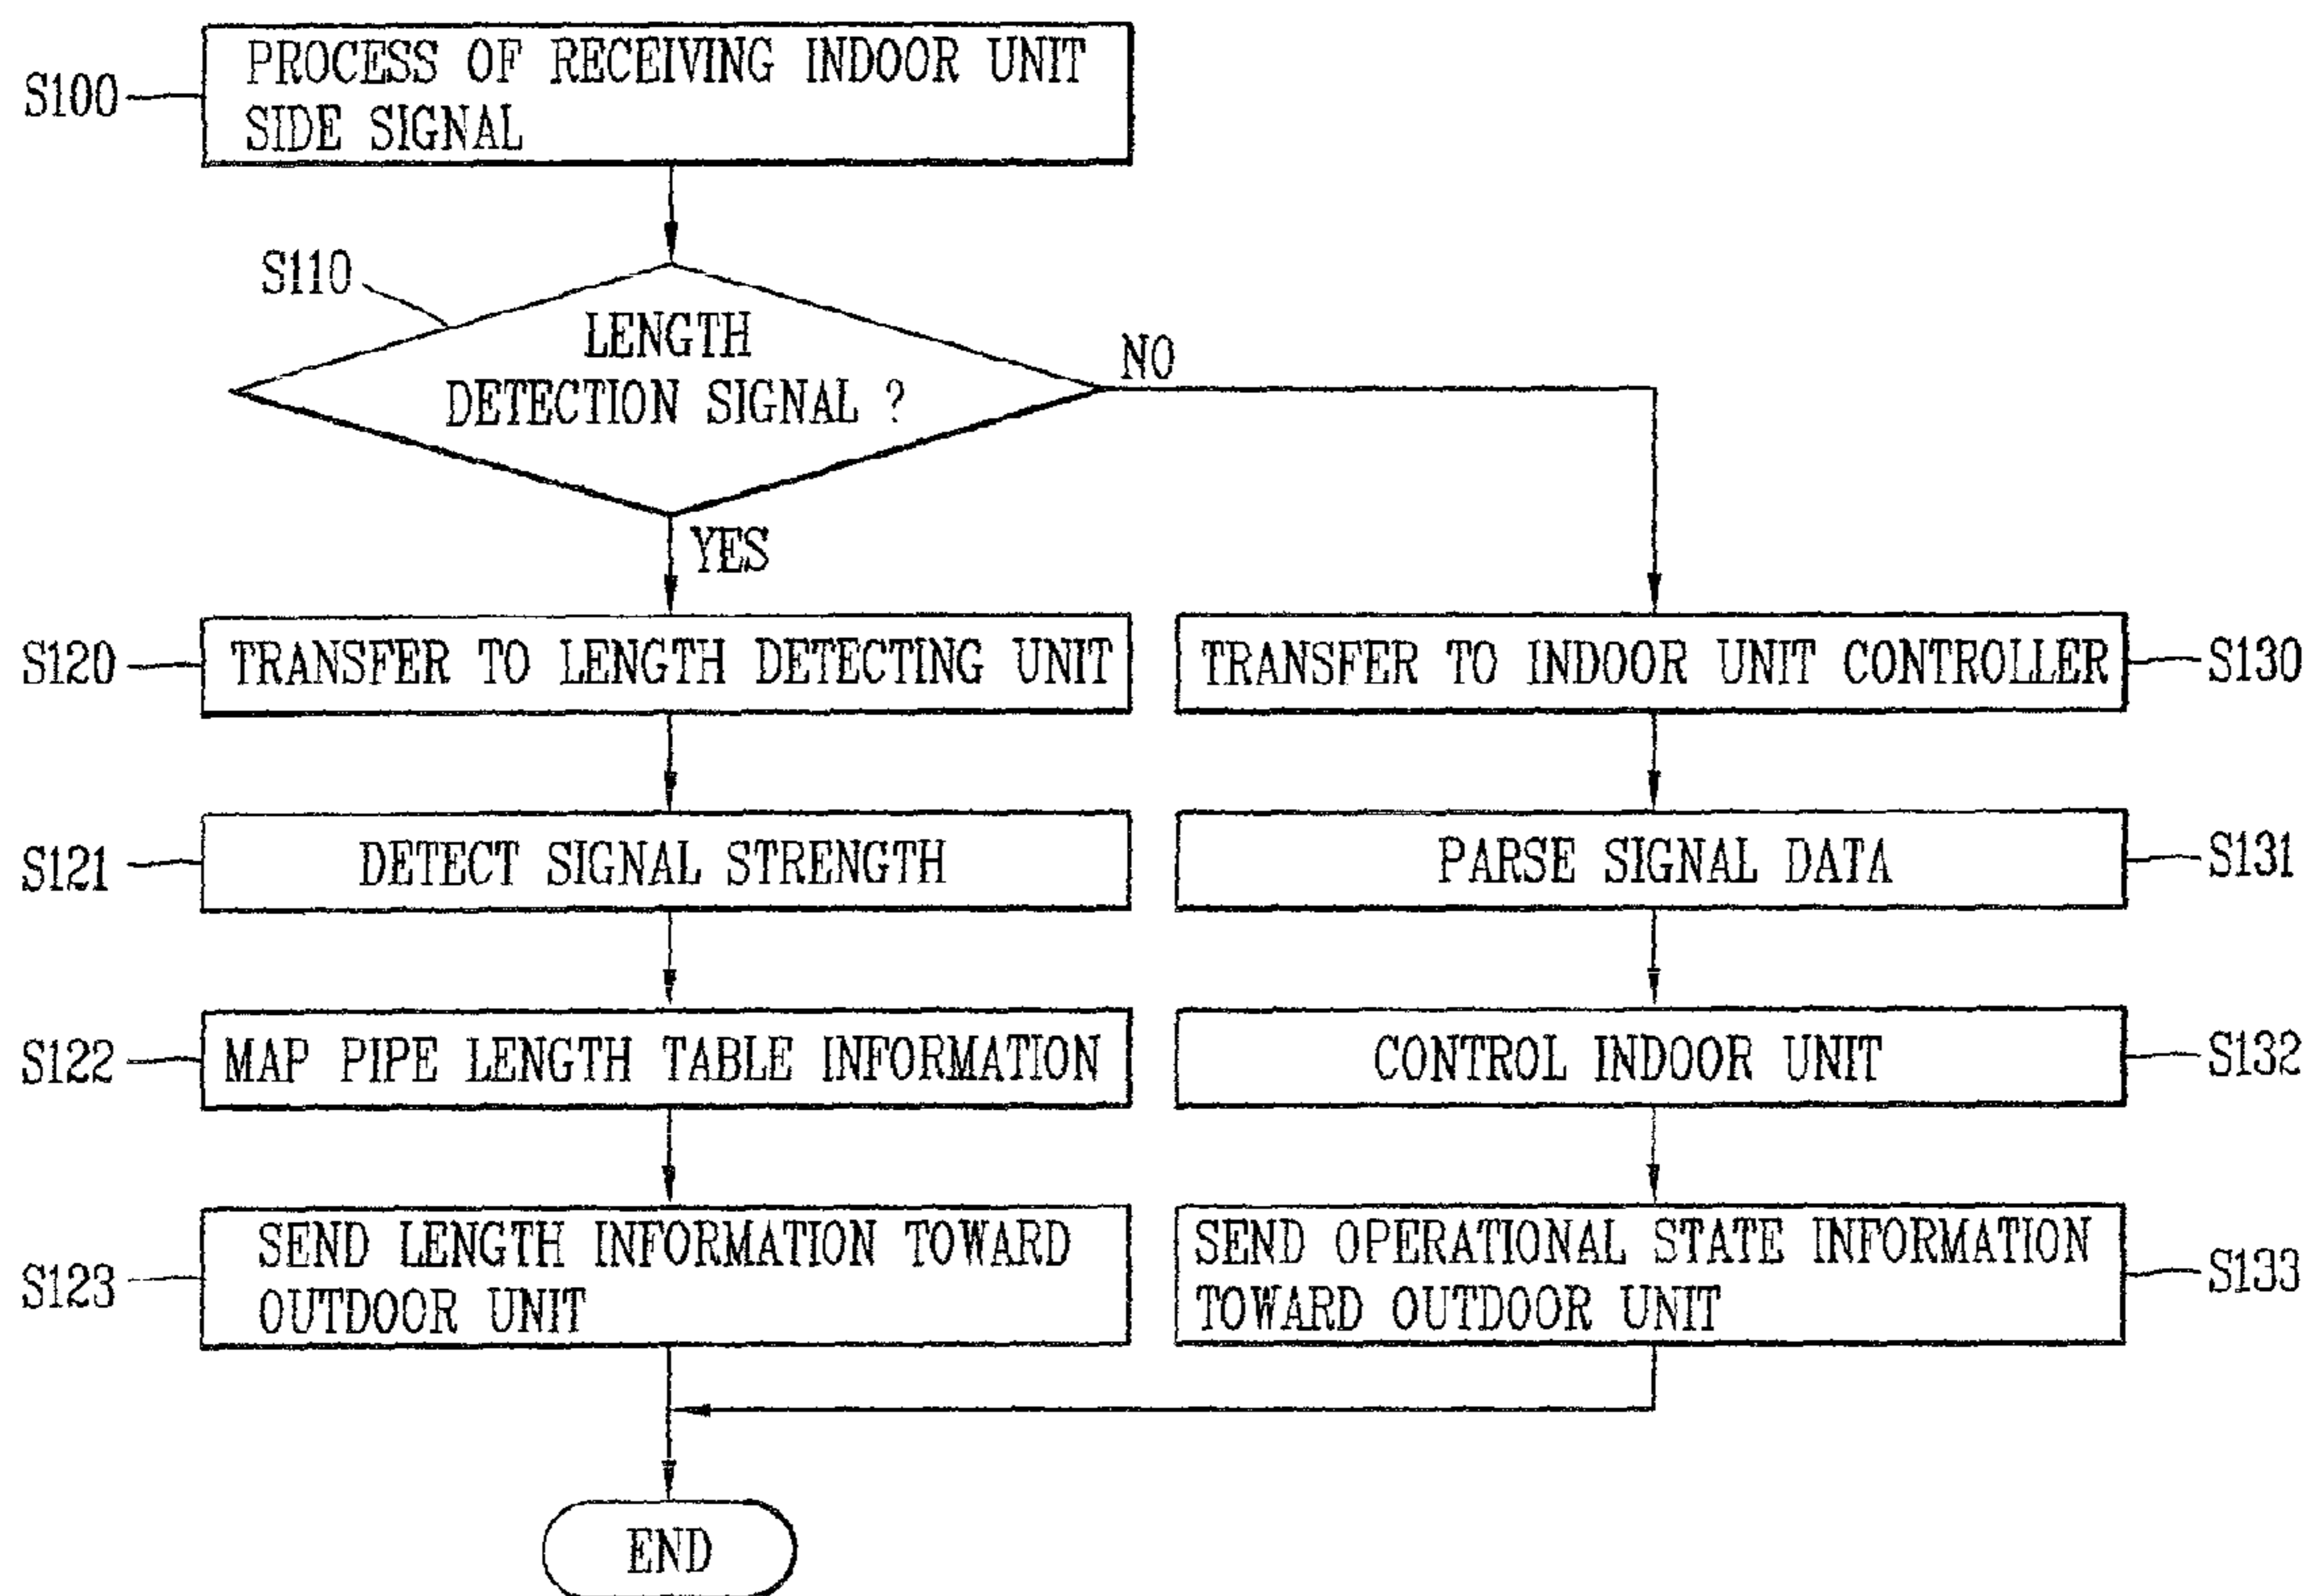 S100
PROCESS OF RECEIVING INDOOR UNIT
SIDE SIGNAL
S110
LENGTH
DETECTION SIGNAL ?
NO
YES
S120
TRANSFER TO LENGTH DETECTING UNIT
TRANSFER TO INDOOR UNIT CONTROLLER
S130
S121
DETECT SIGNAL STRENGTH
PARSE SIGNAL DATA
S131
S122
MAP PIPE LENGTH TABLE INFORMATION
CONTROL INDOOR UNIT
S132
S123
SEND LENGTH INFORMATION TOWARD
OUTDOOR UNIT
SEND OPERATIONAL STATE INFORMATION
TOWARD OUTDOOR UNIT
S133
END